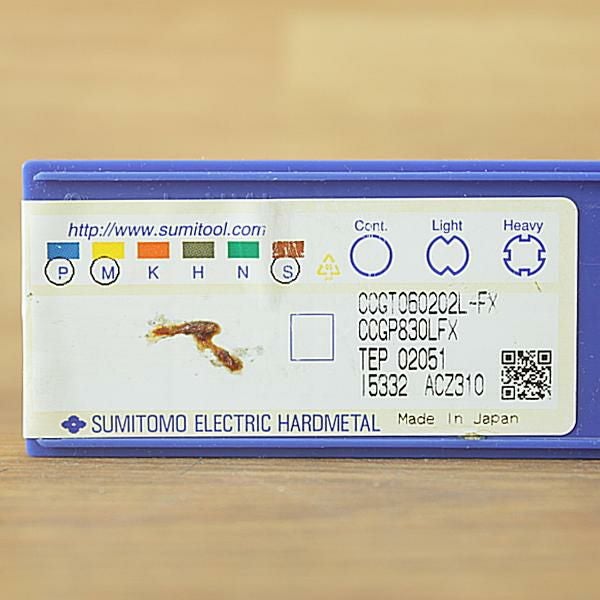 http://www.sumitool.com
Cont. Light Heavy
P M K H N S
CCGT060202L-FX
CCGP830LFX
TEP 02051
15332 ACZ310
SUMITOMO ELECTRIC HARDMETAL Made In Japan